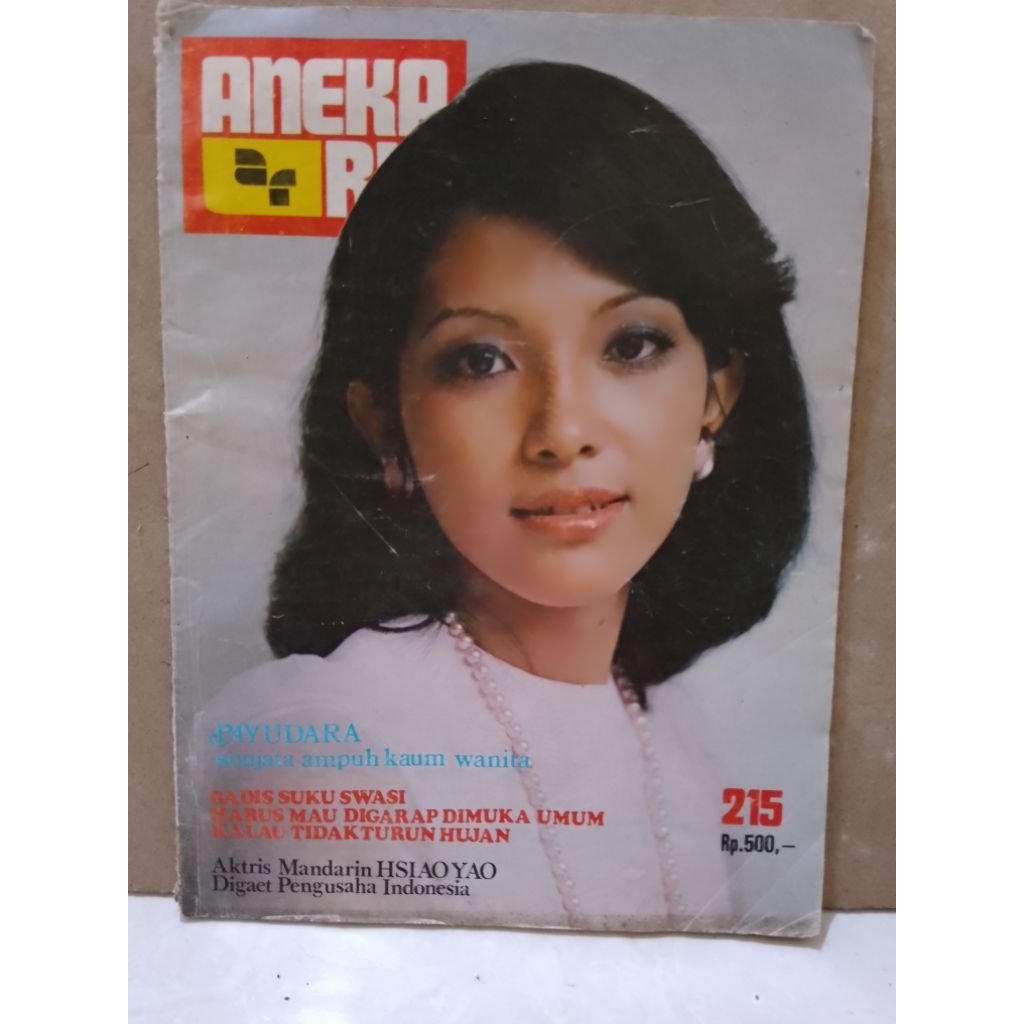 ANEKA
ar
PAYUDARA
senjata ampuh kaum wanita
GADIS SUKU SWASI
HARUS MAU DIGARAP DIMUKA UMUM
KALAU TIDAK TURUN HUJAN
215
Rp.500,-
Aktris Mandarin HSIAO YAO
Digaet Pengusaha Indonesia